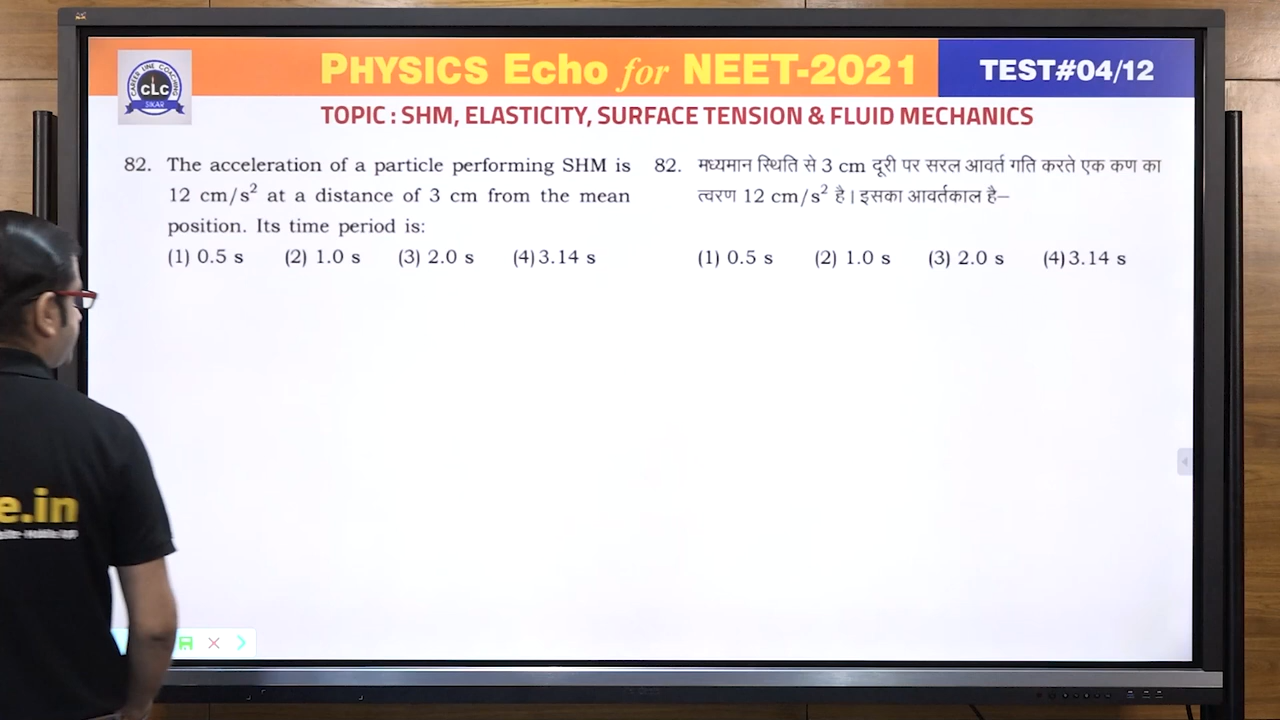 PHYSICS Echo for NEET-2021
TEST#04/12
CAREER LINE COACHING
CLC
SIKAR
TOPIC : SHM, ELASTICITY, SURFACE TENSION & FLUID MECHANICS
82. The acceleration of a particle performing SHM is
12 cm/s² at a distance of 3 cm from the mean
position. Its time period is:
(1) 0.5 s (2) 1.0 s (3) 2.0 s (4) 3.14 s
82. मध्यमान स्थिति से 3 cm दूरी पर सरल आवर्त गति करते एक कण का
त्वरण 12 cm/s² है। इसका आवर्तकाल है–
(1) 0.5 s (2) 1.0 s (3) 2.0 s (4) 3.14 s
e.in